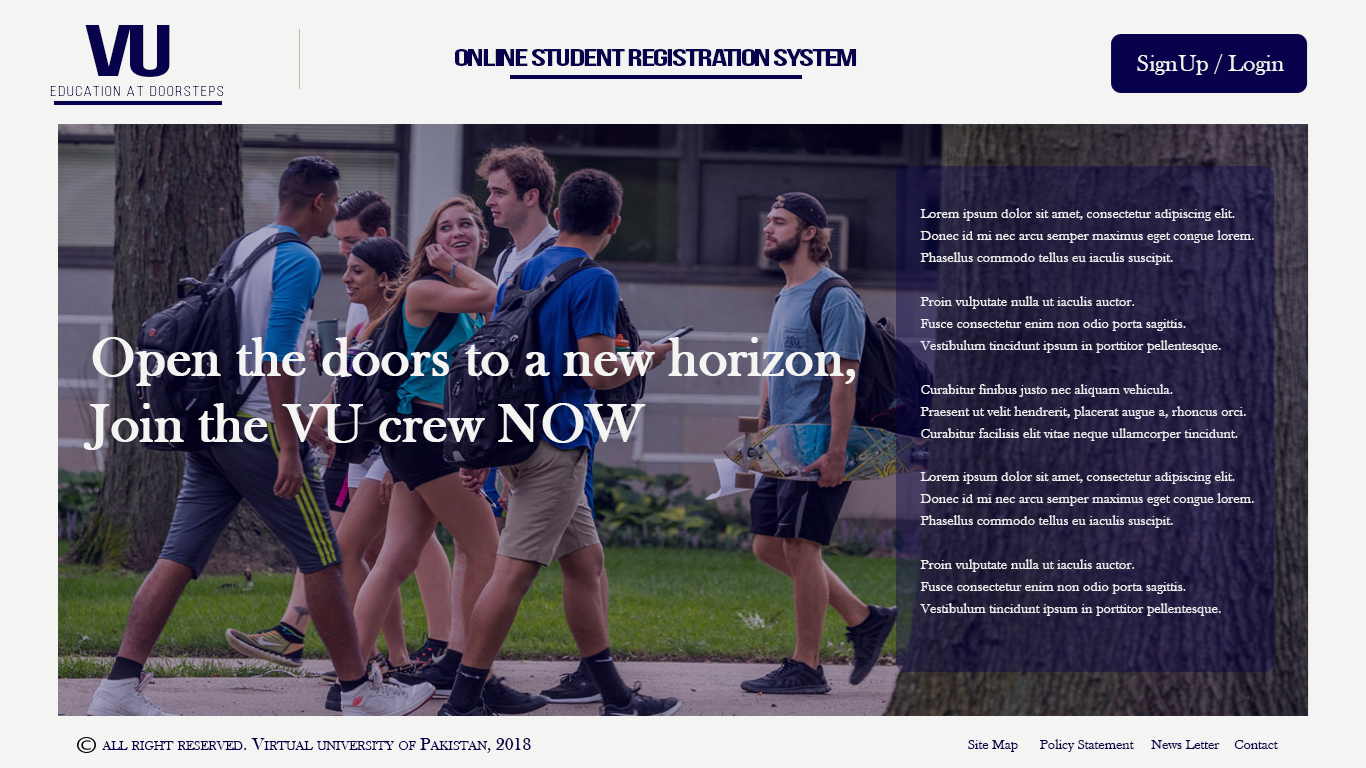 VU
EDUCATION AT DOORSTEPS
ONLINE STUDENT REGISTRATION SYSTEM
SignUp / Login
Open the doors to a new horizon,
Join the VU crew NOW
Lorem ipsum dolor sit amet, consectetur adipiscing elit.
Donec id mi nec arcu semper maximus eget congue lorem.
Phasellus commodo tellus eu iaculis suscipit.
Proin vulputate nulla ut iaculis auctor.
Fusce consectetur enim non odio porta sagittis.
Vestibulum tincidunt ipsum in porttitor pellentesque.
Curabitur finibus justo nec aliquam vehicula.
Praesent ut velit hendrerit, placerat augue a, rhoncus orci.
Curabitur facilisis elit vitae neque ullamcorper tincidunt.
Lorem ipsum dolor sit amet, consectetur adipiscing elit.
Donec id mi nec arcu semper maximus eget congue lorem.
Phasellus commodo tellus eu iaculis suscipit.
Proin vulputate nulla ut iaculis auctor.
Fusce consectetur enim non odio porta sagittis.
Vestibulum tincidunt ipsum in porttitor pellentesque.
© ALL RIGHT RESERVED. VIRTUAL UNIVERSITY OF PAKISTAN, 2018
Site Map Policy Statement News Letter Contact